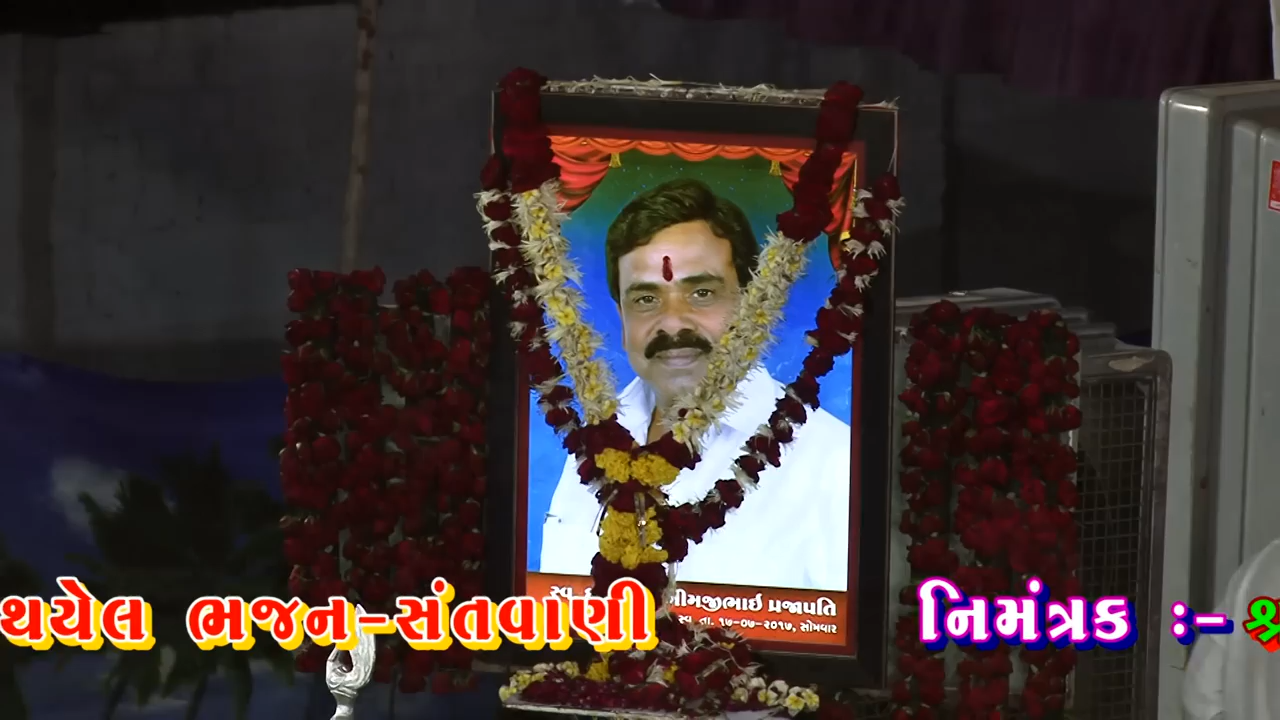 સ્વ. ભીમજીભાઇ પ્રજાપતિ
સ્વ. તા. ૧૭-૦૭-૨૦૧૭, સોમવાર
થયેલ ભજન-સંતવાણી
નિમંત્રક :- શ્ર